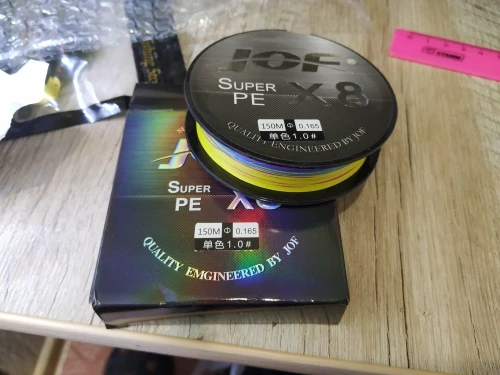 JOF
SUPER
PE
X8
150M Φ 0.165
单色1.0#
QUALITY ENGINEERED BY JOF
SUPER
PE
X8
150M Φ 0.165
单色1.0#
QUALITY EMGINEERED BY JOF